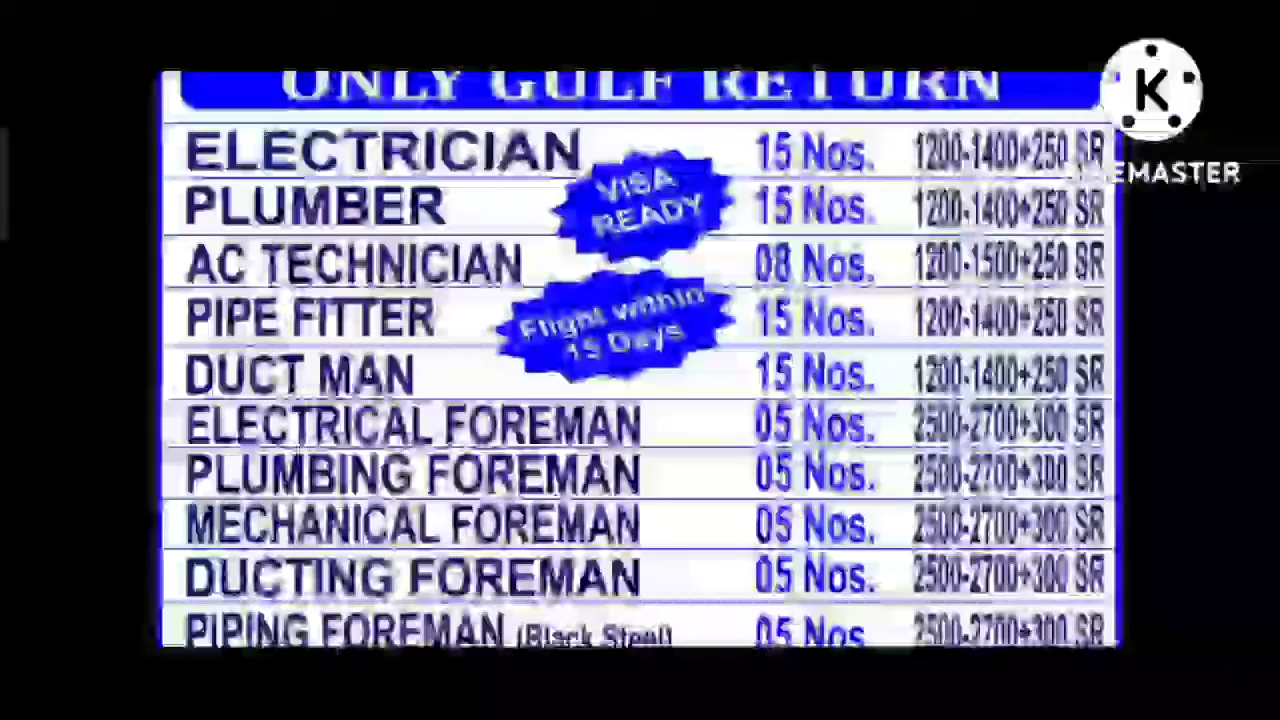 ONLY GULF RETURN
ELECTRICIAN 15 Nos. 1200-1400+250 SR
PLUMBER 15 Nos. 1200-1400+250 SR
AC TECHNICIAN 08 Nos. 1200-1500+250 SR
PIPE FITTER 15 Nos. 1200-1400+250 SR
DUCT MAN 15 Nos. 1200-1400+250 SR
ELECTRICAL FOREMAN 05 Nos. 2500-2700+300 SR
PLUMBING FOREMAN 05 Nos. 2500-2700+300 SR
MECHANICAL FOREMAN 05 Nos. 2500-2700+300 SR
DUCTING FOREMAN 05 Nos. 2500-2700+300 SR
PIPING FOREMAN (Black Steel) 05 Nos. 2500-2700+300 SR
VISA
READY
Flight within
15 Days
K
NEMASTER